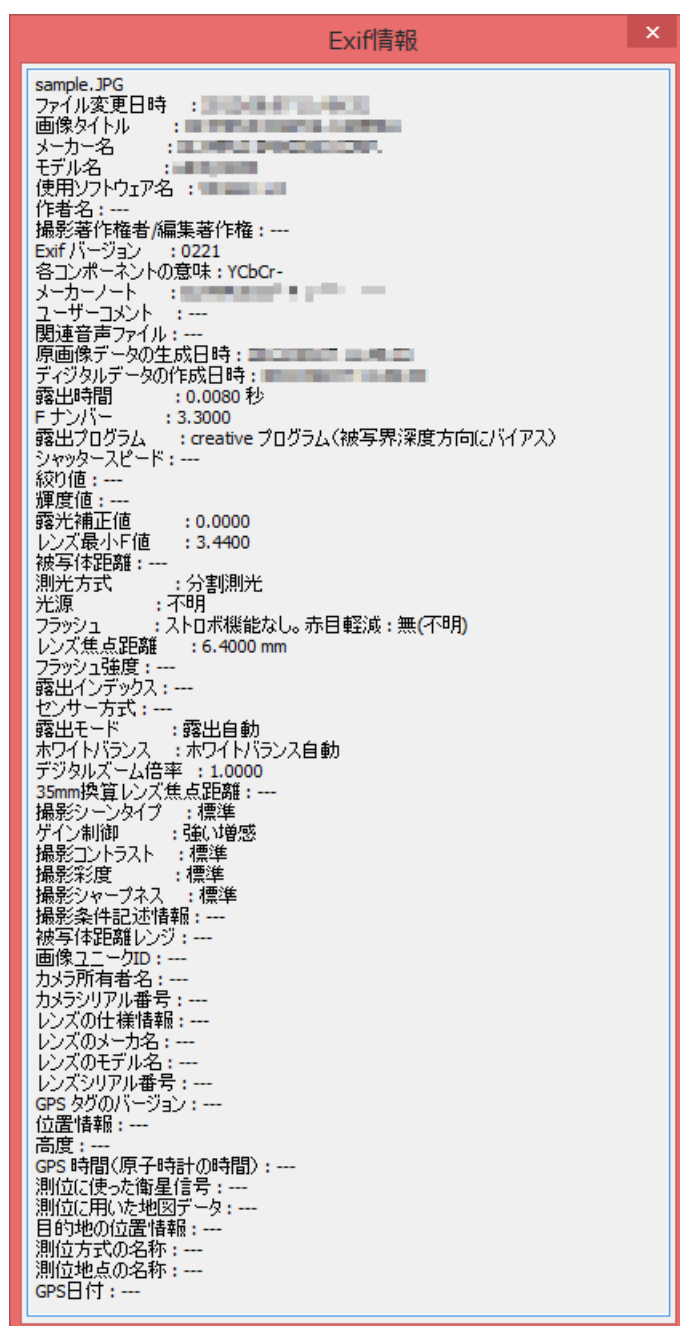 Exif情報
sample.JPG
ファイル変更日時 :
画像タイトル :
メーカー名 :
モデル名 :
使用ソフトウェア名 :
作者名 : ---
撮影著作権者/編集著作権 : ---
Exif バージョン : 0221
各コンポーネントの意味 : YCbCr-
メーカーノート :
ユーザーコメント : ---
関連音声ファイル : ---
原画像データの生成日時 :
ディジタルデータの作成日時 :
露出時間 : 0.0080 秒
F ナンバー : 3.3000
露出プログラム : creative プログラム(被写界深度方向にバイアス)
シャッタースピード : ---
絞り値 : ---
輝度値 : ---
露光補正値 : 0.0000
レンズ最小F値 : 3.4400
被写体距離 : ---
測光方式 : 分割測光
光源 : 不明
フラッシュ : ストロボ機能なし。赤目軽減 : 無(不明)
レンズ焦点距離 : 6.4000 mm
フラッシュ強度 : ---
露出インデックス : ---
センサー方式 : ---
露出モード : 露出自動
ホワイトバランス : ホワイトバランス自動
デジタルズーム倍率 : 1.0000
35mm換算レンズ焦点距離 : ---
撮影シーンタイプ : 標準
ゲイン制御 : 強い増感
撮影コントラスト : 標準
撮影彩度 : 標準
撮影シャープネス : 標準
撮影条件記述情報 : ---
被写体距離レンジ : ---
画像ユニークID : ---
カメラ所有者名 : ---
カメラシリアル番号 : ---
レンズの仕様情報 : ---
レンズのメーカ名 : ---
レンズのモデル名 : ---
レンズシリアル番号 : ---
GPS タグのバージョン : ---
位置情報 : ---
高度 : ---
GPS 時間(原子時計の時間) : ---
測位に使った衛星信号 : ---
測位に用いた地図データ : ---
目的地の位置情報 : ---
測位方式の名称 : ---
測位地点の名称 : ---
GPS日付 : ---